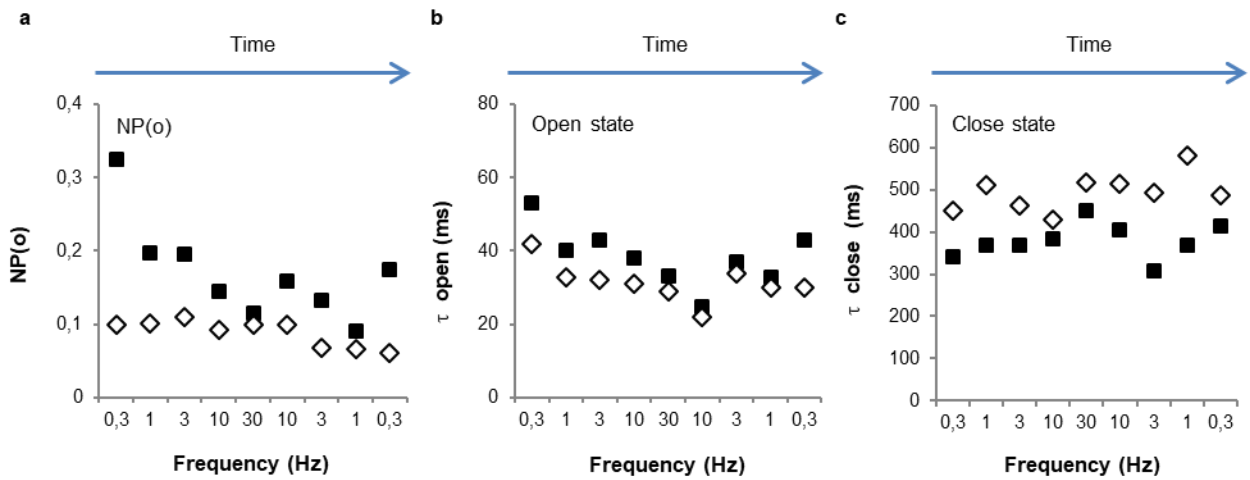 a
Time
0,4
0,3
0,2
0,1
0
NP(o)
NP(o)
0,3 1 3 10 30 10 3 1 0,3
Frequency (Hz)
b
Time
80
60
40
20
0
Open state
τ open (ms)
0,3 1 3 10 30 10 3 1 0,3
Frequency (Hz)
c
Time
700
600
500
400
300
200
100
0
Close state
τ close (ms)
0,3 1 3 10 30 10 3 1 0,3
Frequency (Hz)